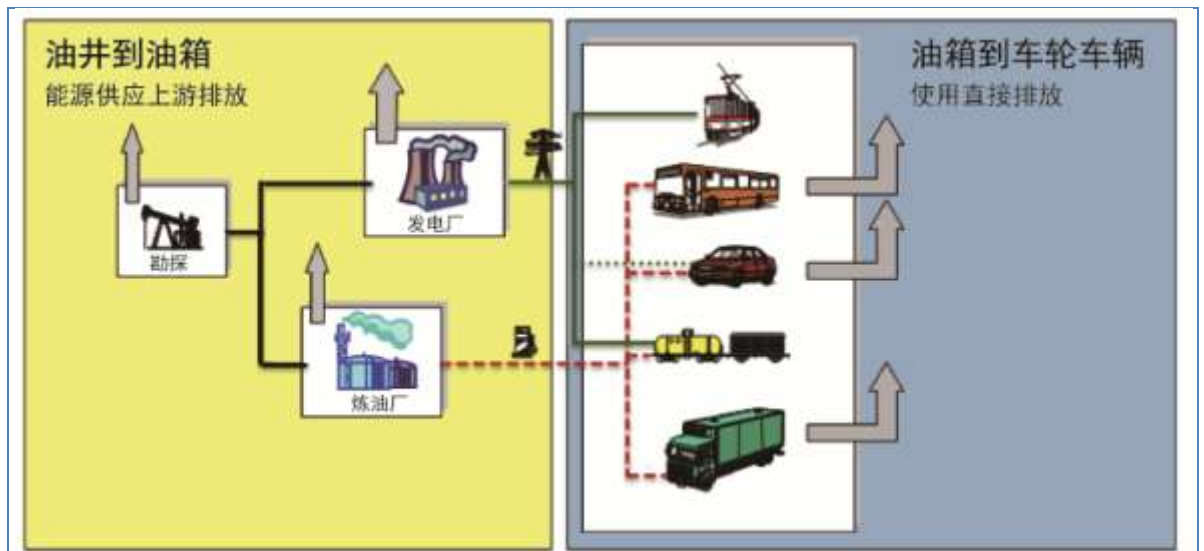 油井到油箱
能源供应上游排放
勘探
发电厂
炼油厂
油箱到车轮车辆
使用直接排放